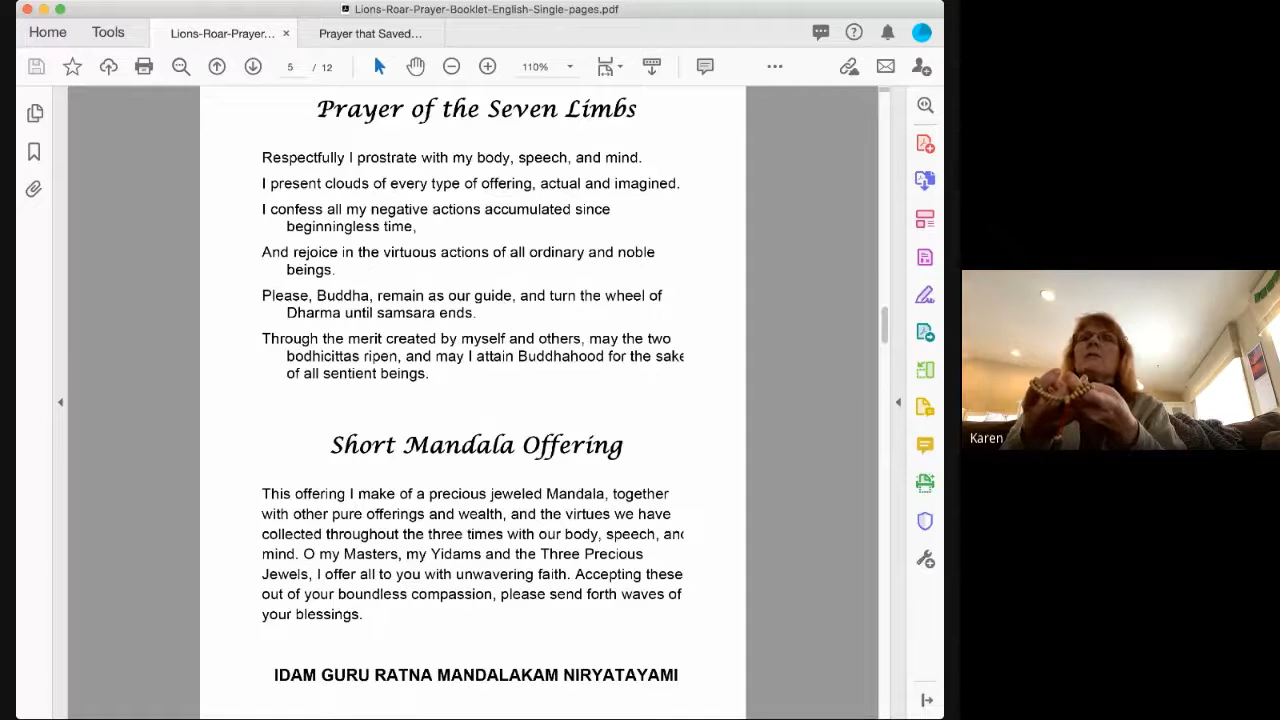 Lions-Roar-Prayer-Booklet-English-Single-pages.pdf
Home
Tools
Lions-Roar-Prayer... ×
Prayer that Saved...
5 / 12
110%
Prayer of the Seven Limbs
Respectfully I prostrate with my body, speech, and mind.
I present clouds of every type of offering, actual and imagined.
I confess all my negative actions accumulated since
beginningless time,
And rejoice in the virtuous actions of all ordinary and noble
beings.
Please, Buddha, remain as our guide, and turn the wheel of
Dharma until samsara ends.
Through the merit created by myself and others, may the two
bodhicittas ripen, and may I attain Buddhahood for the sake
of all sentient beings.
Short Mandala Offering
This offering I make of a precious jeweled Mandala, together
with other pure offerings and wealth, and the virtues we have
collected throughout the three times with our body, speech, and
mind. O my Masters, my Yidams and the Three Precious
Jewels, I offer all to you with unwavering faith. Accepting these
out of your boundless compassion, please send forth waves of
your blessings.
IDAM GURU RATNA MANDALAKAM NIRYATAYAMI
Karen